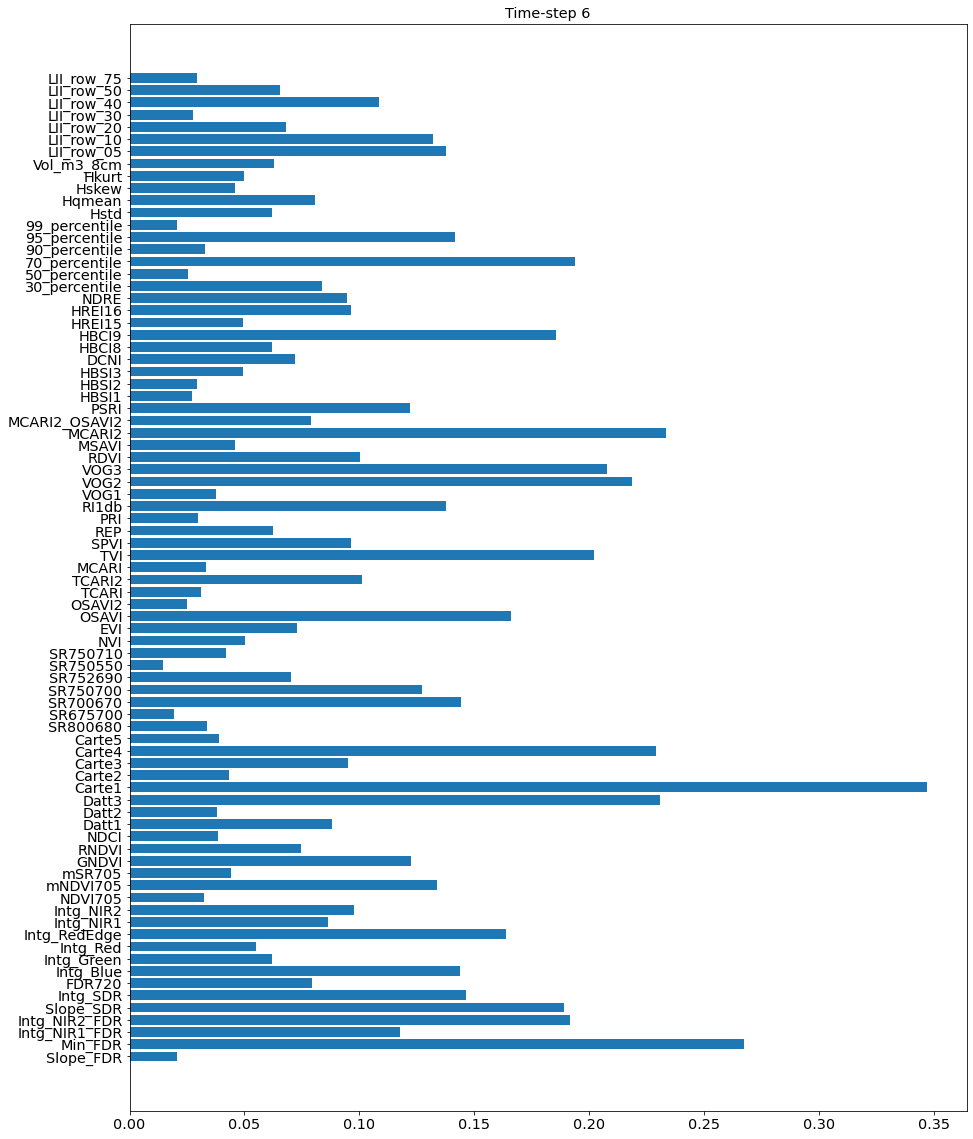 Time-step 6
LII_row_75
LII_row_50
LII_row_40
LII_row_30
LII_row_20
LII_row_10
LII_row_05
Vol_m3_8cm
Hkurt
Hskew
Hqmean
Hstd
99_percentile
95_percentile
90_percentile
70_percentile
50_percentile
30_percentile
NDRE
HREI16
HREI15
HBCI9
HBCI8
DCNI
HBSI3
HBSI2
HBSI1
PSRI
MCARI2_OSAVI2
MCARI2
MSAVI
RDVI
VOG3
VOG2
VOG1
RI1db
PRI
REP
SPVI
TVI
MCARI
TCARI2
TCARI
OSAVI2
OSAVI
EVI
NVI
SR750710
SR750550
SR752690
SR750700
SR700670
SR675700
SR800680
Carte5
Carte4
Carte3
Carte2
Carte1
Datt3
Datt2
Datt1
NDCI
RNDVI
GNDVI
mSR705
mNDVI705
NDVI705
Intg_NIR2
Intg_NIR1
Intg_RedEdge
Intg_Red
Intg_Green
Intg_Blue
FDR720
Intg_SDR
Slope_SDR
Intg_NIR2_FDR
Intg_NIR1_FDR
Min_FDR
Slope_FDR
0.00 0.05 0.10 0.15 0.20 0.25 0.30 0.35